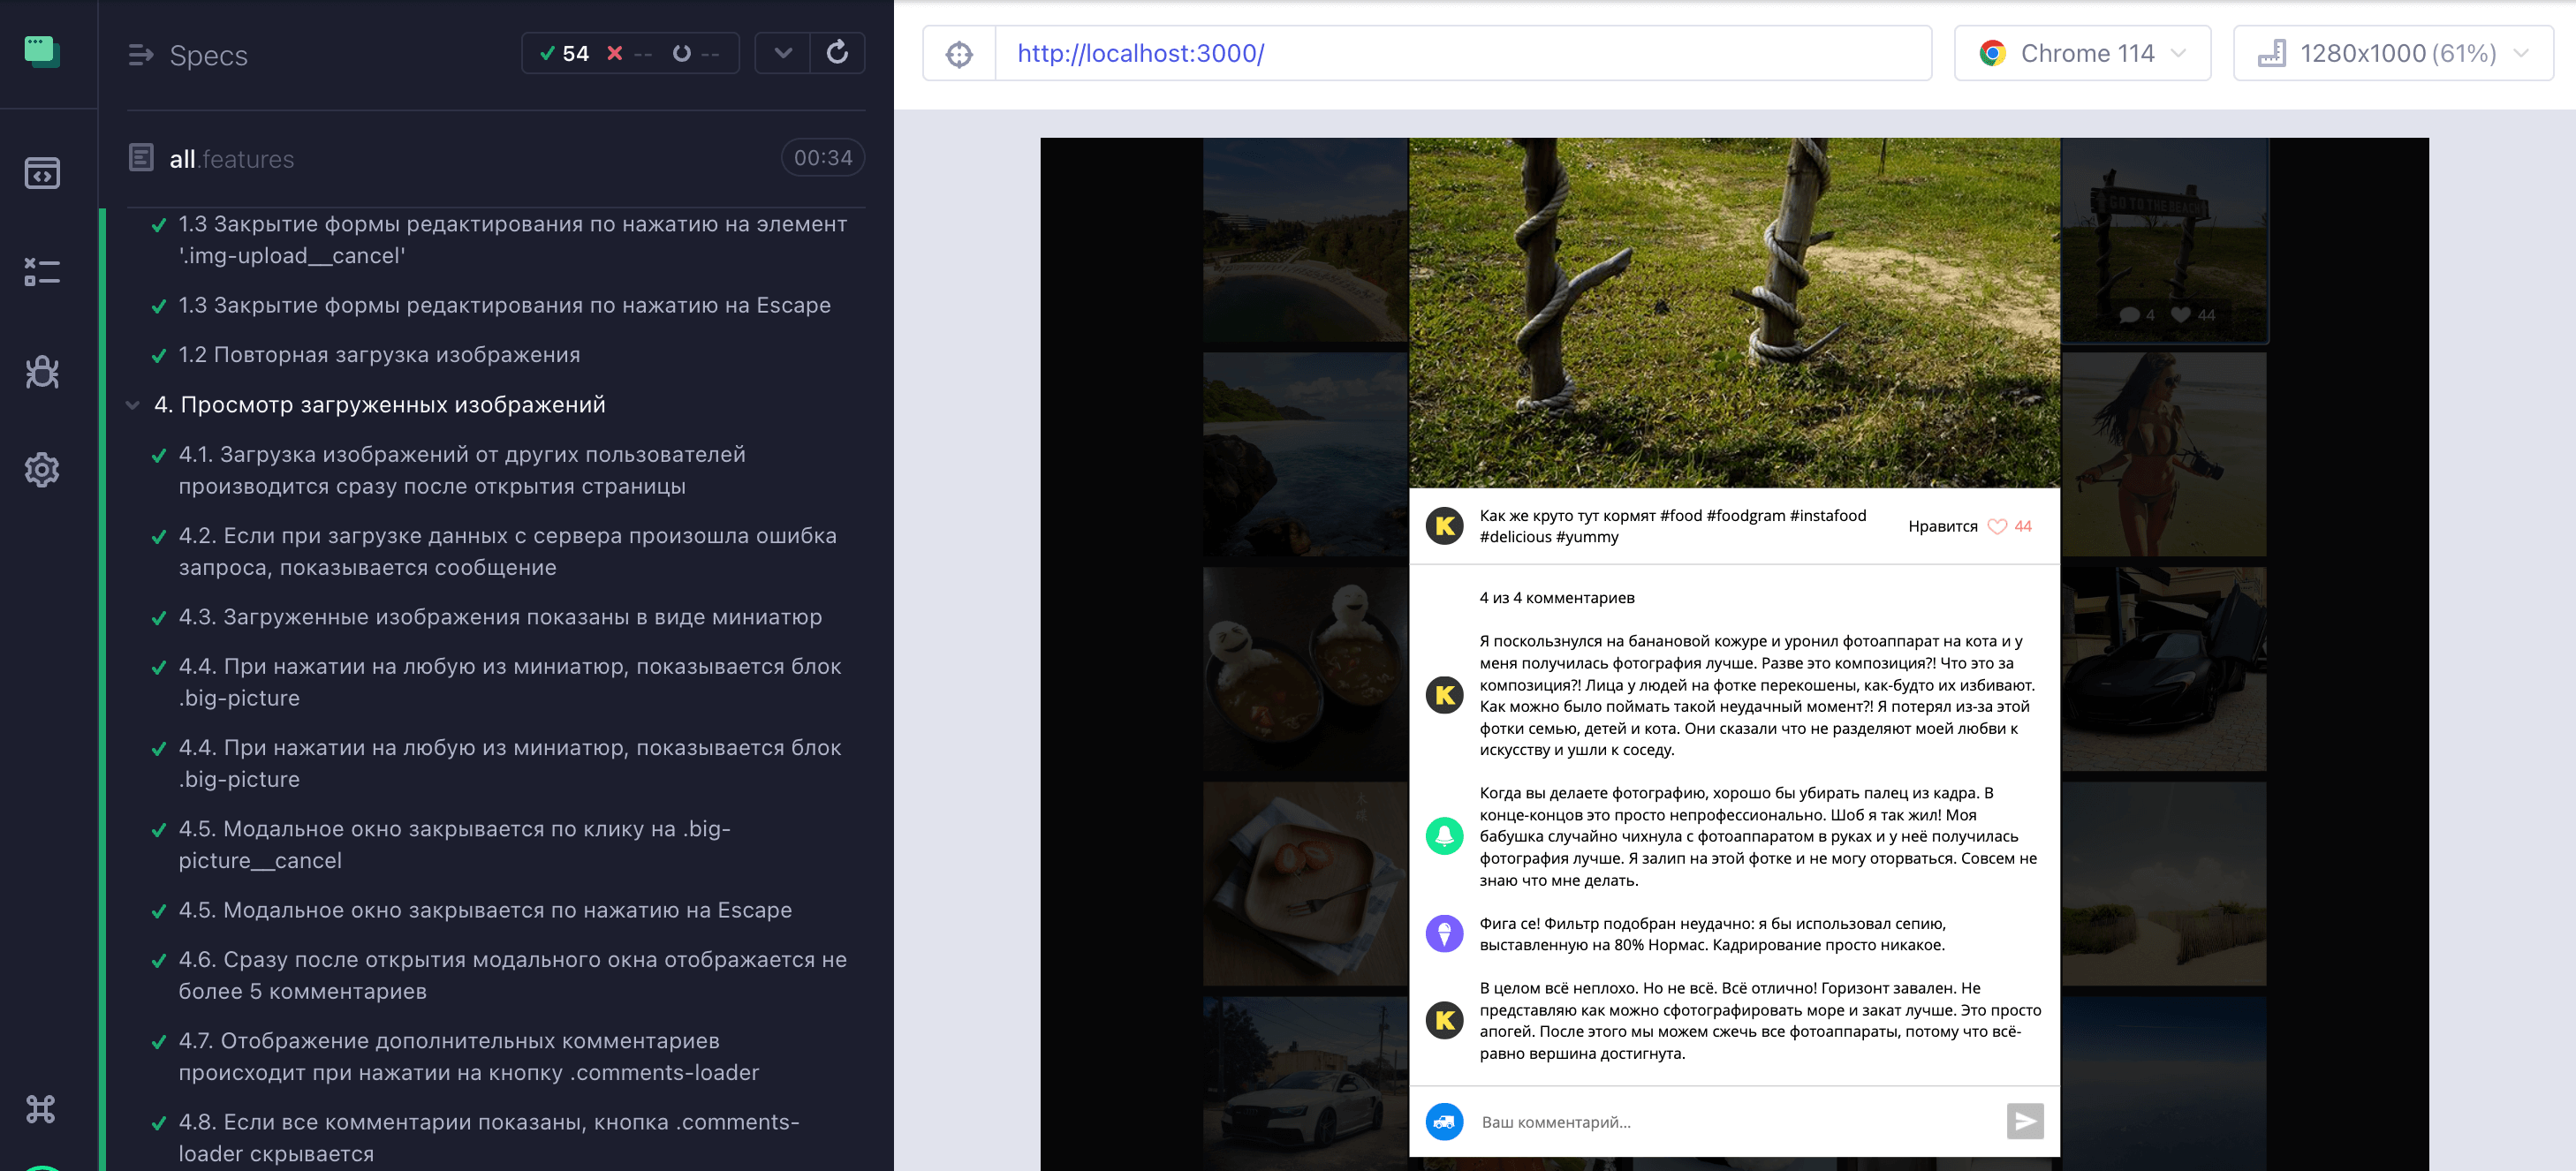 Specs
54 -- --
all.features
00:34
1.3 Закрытие формы редактирования по нажатию на элемент
'.img-upload__cancel'
1.3 Закрытие формы редактирования по нажатию на Escape
1.2 Повторная загрузка изображения
4. Просмотр загруженных изображений
4.1. Загрузка изображений от других пользователей
производится сразу после открытия страницы
4.2. Если при загрузке данных с сервера произошла ошибка
запроса, показывается сообщение
4.3. Загруженные изображения показаны в виде миниатюр
4.4. При нажатии на любую из миниатюр, показывается блок
.big-picture
4.4. При нажатии на любую из миниатюр, показывается блок
.big-picture
4.5. Модальное окно закрывается по клику на .big-
picture__cancel
4.5. Модальное окно закрывается по нажатию на Escape
4.6. Сразу после открытия модального окна отображается не
более 5 комментариев
4.7. Отображение дополнительных комментариев
происходит при нажатии на кнопку .comments-loader
4.8. Если все комментарии показаны, кнопка .comments-
loader скрывается
http://localhost:3000/
Chrome 114
1280x1000 (61%)
GO TO THE BEACH
4 44
K
Как же круто тут кормят #food #foodgram #instafood
#delicious #yummy
Нравится 44
4 из 4 комментариев
K
Я поскользнулся на банановой кожуре и уронил фотоаппарат на кота и у
меня получилась фотография лучше. Разве это композиция?! Что это за
композиция?! Лица у людей на фотке перекошены, как-будто их избивают.
Как можно было поймать такой неудачный момент?! Я потерял из-за этой
фотки семью, детей и кота. Они сказали что не разделяют моей любви к
искусству и ушли к соседу.
Когда вы делаете фотографию, хорошо бы убирать палец из кадра. В
конце-концов это просто непрофессионально. Шоб я так жил! Моя
бабушка случайно чихнула с фотоаппаратом в руках и у неё получилась
фотография лучше. Я залип на этой фотке и не могу оторваться. Совсем не
знаю что мне делать.
Фига се! Фильтр подобран неудачно: я бы использовал сепию,
выставленную на 80% Нормас. Кадрирование просто никакое.
K
В целом всё неплохо. Но не всё. Всё отлично! Горизонт завален. Не
представляю как можно сфотографировать море и закат лучше. Это просто
апогей. После этого мы можем сжечь все фотоаппараты, потому что всё-
равно вершина достигнута.
Ваш комментарий...